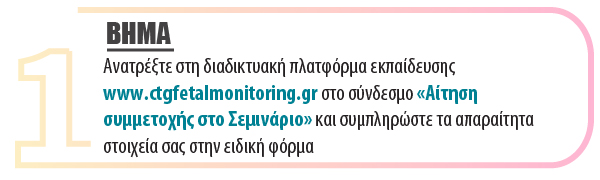 1
ΒΗΜΑ
Ανατρέξτε στη διαδικτυακή πλατφόρμα εκπαίδευσης
www.ctgfetalmonitoring.gr στο σύνδεσμο «Αίτηση
συμμετοχής στο Σεμινάριο» και συμπληρώστε τα απαραίτητα
στοιχεία σας στην ειδική φόρμα